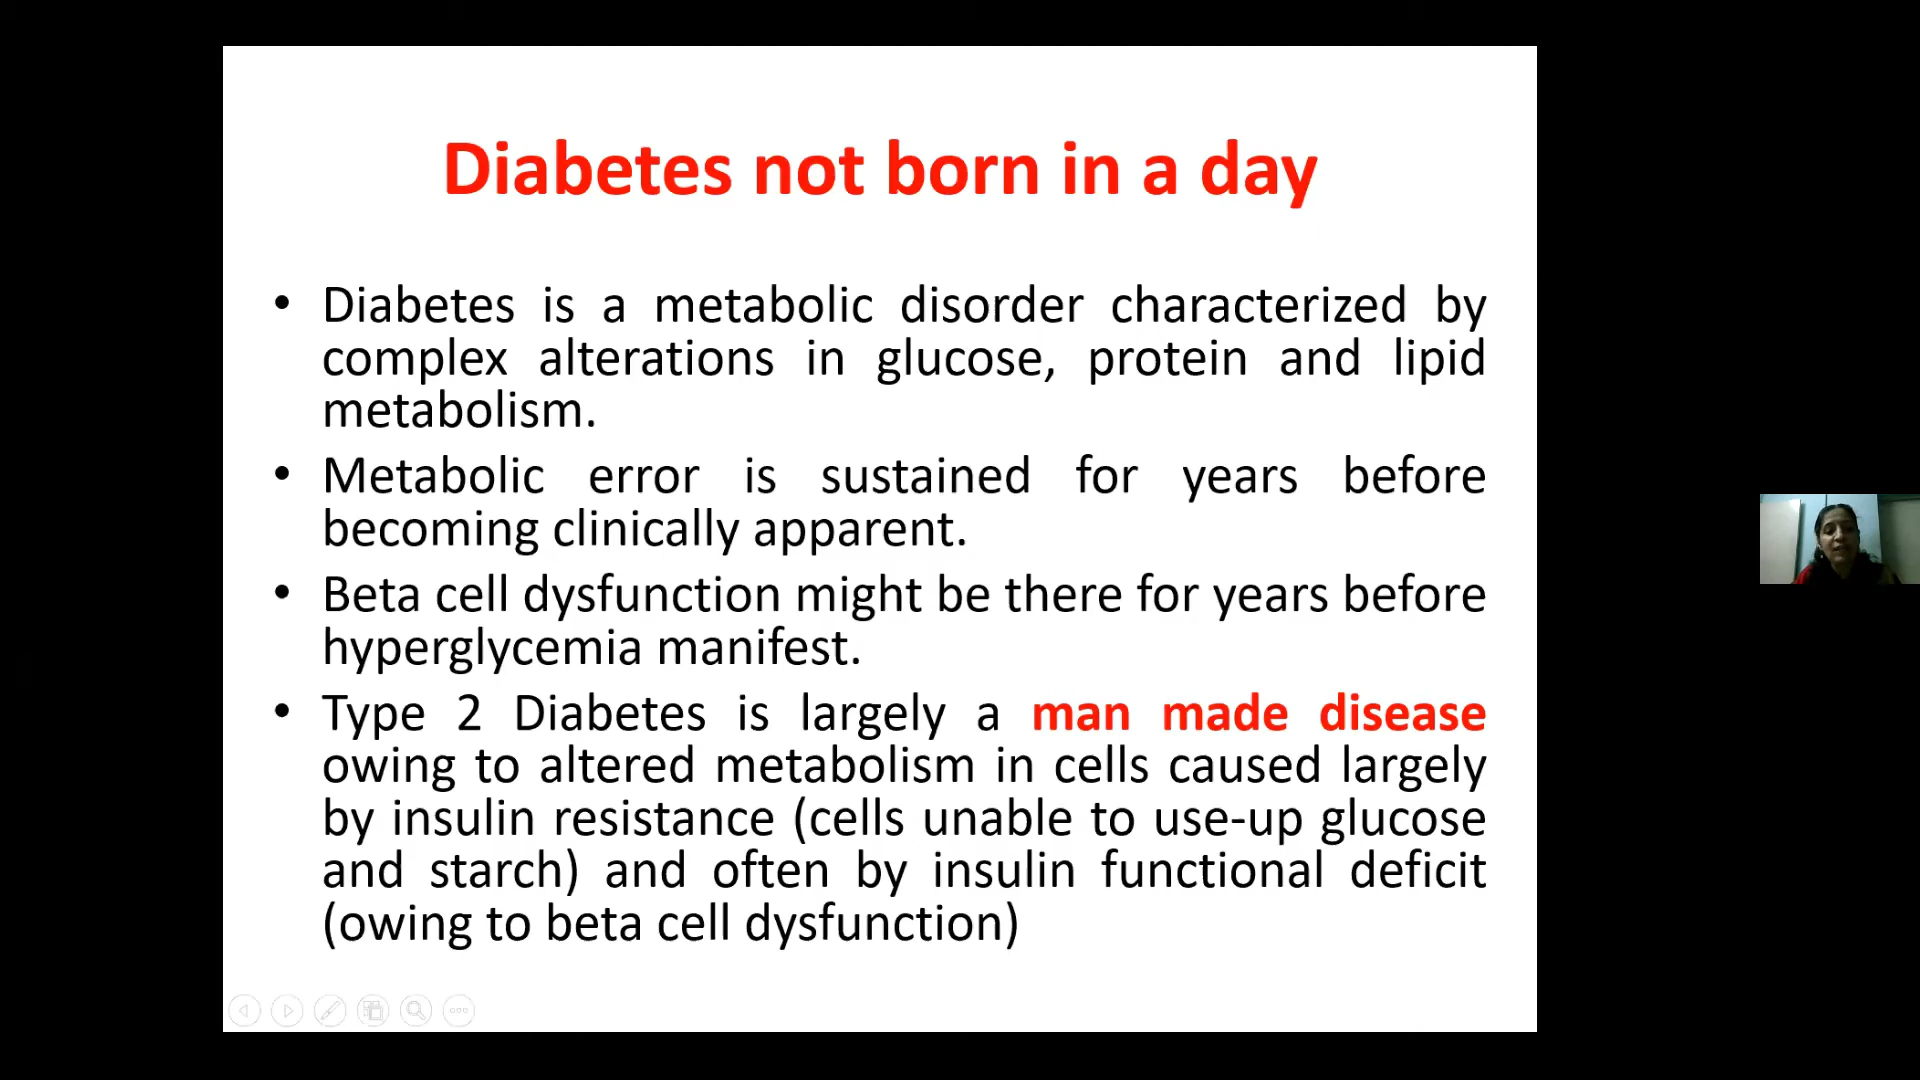 Diabetes not born in a day
• Diabetes is a metabolic disorder characterized by
complex alterations in glucose, protein and lipid
metabolism.
• Metabolic error is sustained for years before
becoming clinically apparent.
• Beta cell dysfunction might be there for years before
hyperglycemia manifest.
• Type 2 Diabetes is largely a man made disease
owing to altered metabolism in cells caused largely
by insulin resistance (cells unable to use-up glucose
and starch) and often by insulin functional deficit
(owing to beta cell dysfunction)